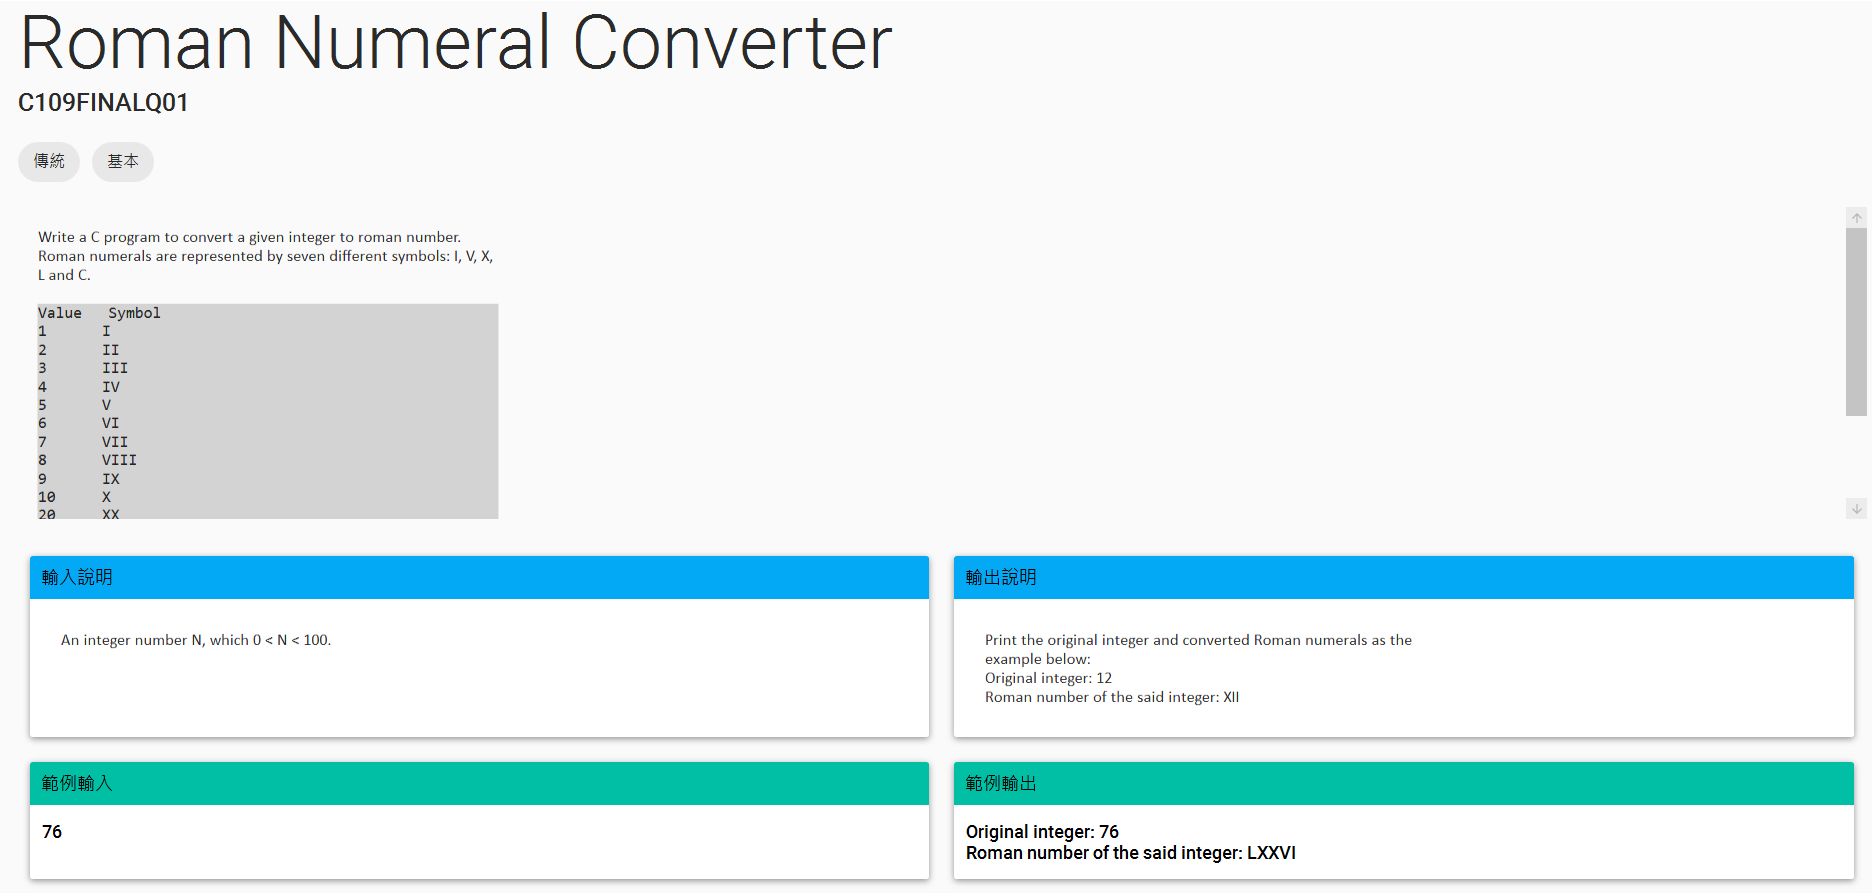 Roman Numeral Converter
C109FINALQ01
傳統 基本
Write a C program to convert a given integer to roman number.
Roman numerals are represented by seven different symbols: I, V, X,
L and C.
Value Symbol
1 I
2 II
3 III
4 IV
5 V
6 VI
7 VII
8 VIII
9 IX
10 X
20 XX
輸入說明
An integer number N, which 0 < N < 100.
輸出說明
Print the original integer and converted Roman numerals as the
example below:
Original integer: 12
Roman number of the said integer: XII
範例輸入
76
範例輸出
Original integer: 76
Roman number of the said integer: LXXVI